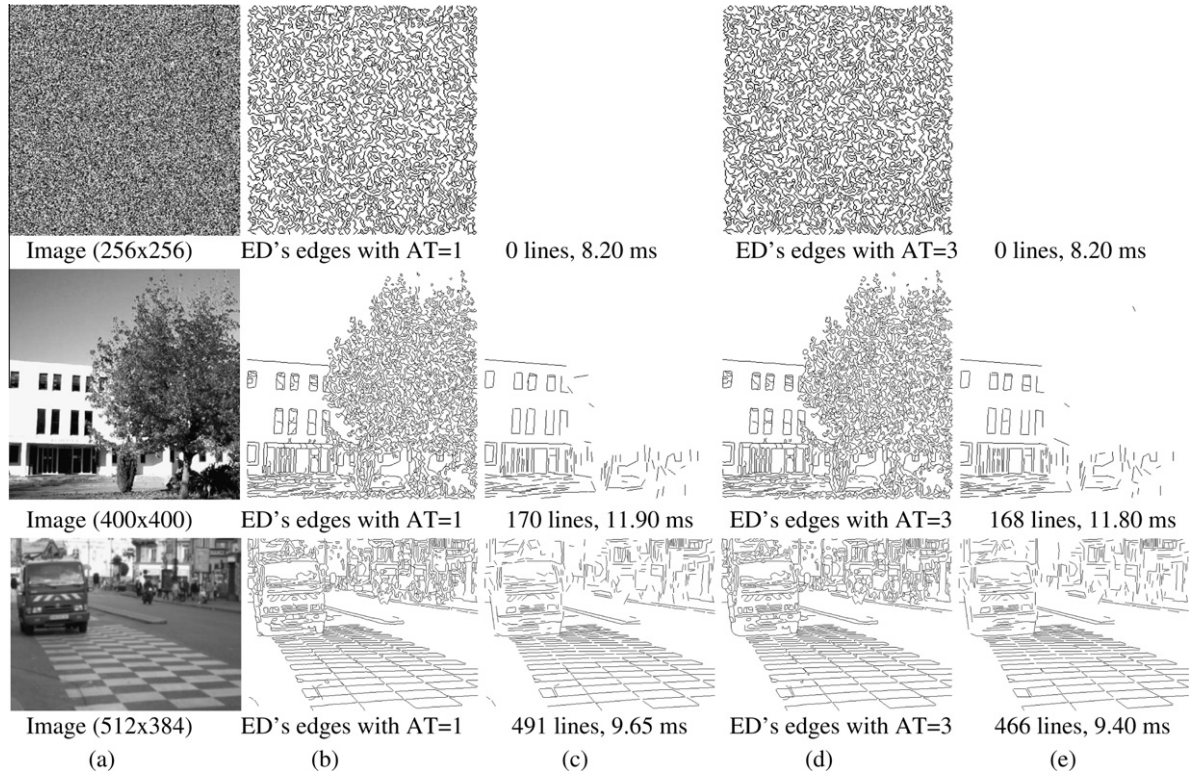 Image (256x256) ED’s edges with AT=1 0 lines, 8.20 ms ED’s edges with AT=3 0 lines, 8.20 ms
Image (400x400) ED’s edges with AT=1 170 lines, 11.90 ms ED’s edges with AT=3 168 lines, 11.80 ms
Image (512x384) ED’s edges with AT=1 491 lines, 9.65 ms ED’s edges with AT=3 466 lines, 9.40 ms
(a) (b) (c) (d) (e)